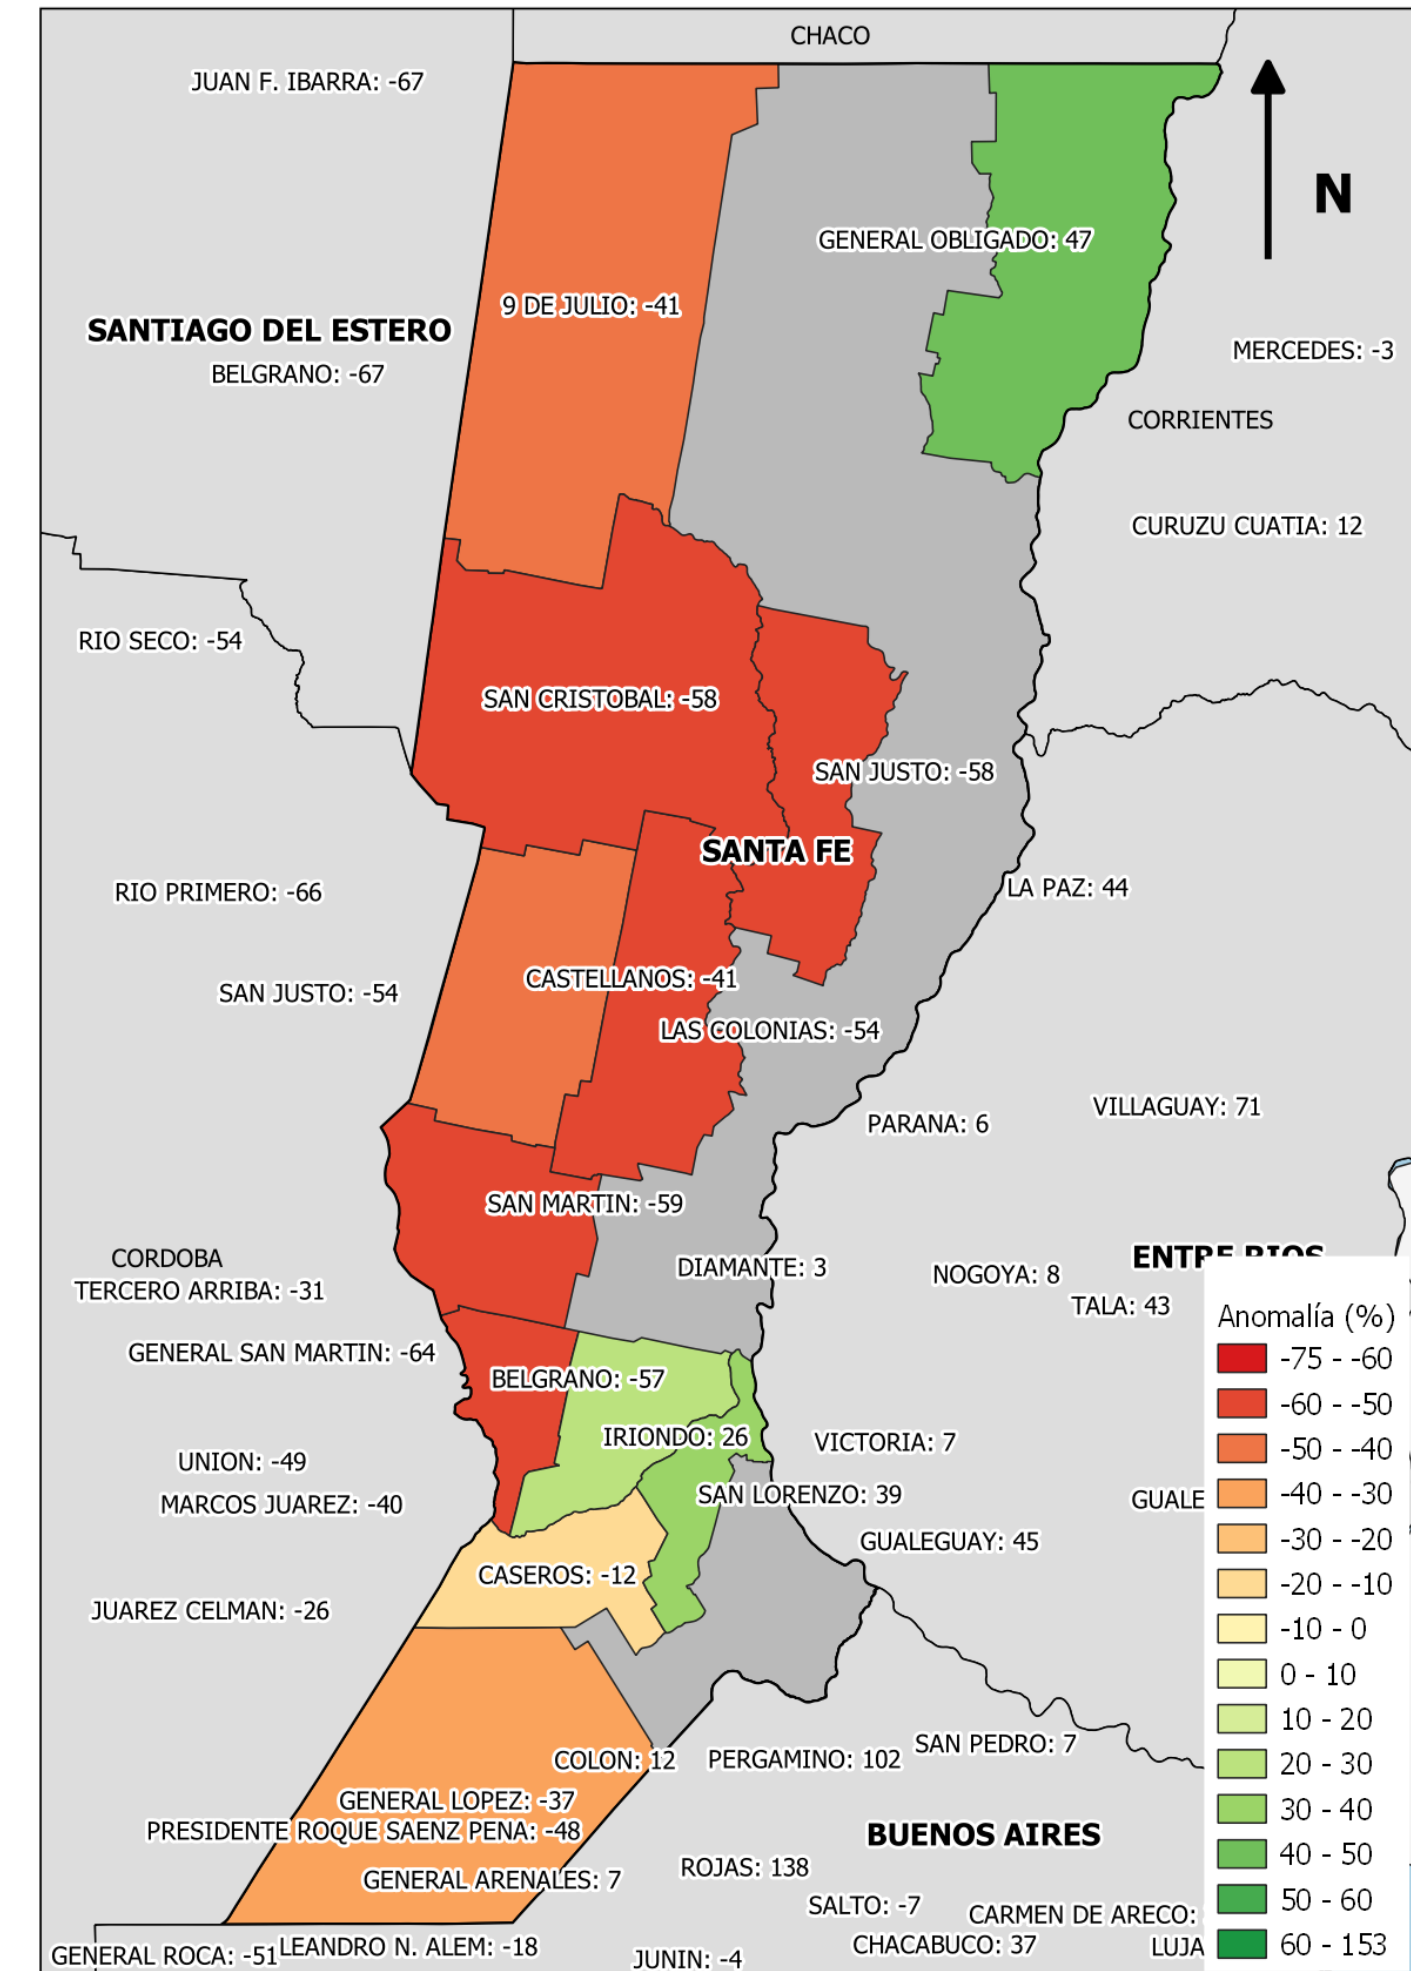 CHACO
JUAN F. IBARRA: -67
N
GENERAL OBLIGADO: 47
9 DE JULIO: -41
SANTIAGO DEL ESTERO
MERCEDES: -3
BELGRANO: -67
CORRIENTES
CURUZU CUATIA: 12
RIO SECO: -54
SAN CRISTOBAL: -58
SAN JUSTO: -58
SANTA FE
LA PAZ: 44
RIO PRIMERO: -66
CASTELLANOS: -41
SAN JUSTO: -54
LAS COLONIAS: -54
VILLAGUAY: 71
PARANA: 6
SAN MARTIN: -59
CORDOBA
ENTRE RIOS
DIAMANTE: 3
NOGOYA: 8
TERCERO ARRIBA: -31
TALA: 43
GENERAL SAN MARTIN: -64
BELGRANO: -57
IRIONDO: 26
VICTORIA: 7
UNION: -49
SAN LORENZO: 39
GUALE
MARCOS JUAREZ: -40
GUALEGUAY: 45
CASEROS: -12
JUAREZ CELMAN: -26
SAN PEDRO: 7
COLON: 12
PERGAMINO: 102
GENERAL LOPEZ: -37
PRESIDENTE ROQUE SAENZ PENA: -48
BUENOS AIRES
ROJAS: 138
GENERAL ARENALES: 7
SALTO: -7
CARMEN DE ARECO:
CHACABUCO: 37
LUJA
LEANDRO N. ALEM: -18
GENERAL ROCA: -51
JUNIN: -4
Anomalía (%)
-75 - -60
-60 - -50
-50 - -40
-40 - -30
-30 - -20
-20 - -10
-10 - 0
0 - 10
10 - 20
20 - 30
30 - 40
40 - 50
50 - 60
60 - 153